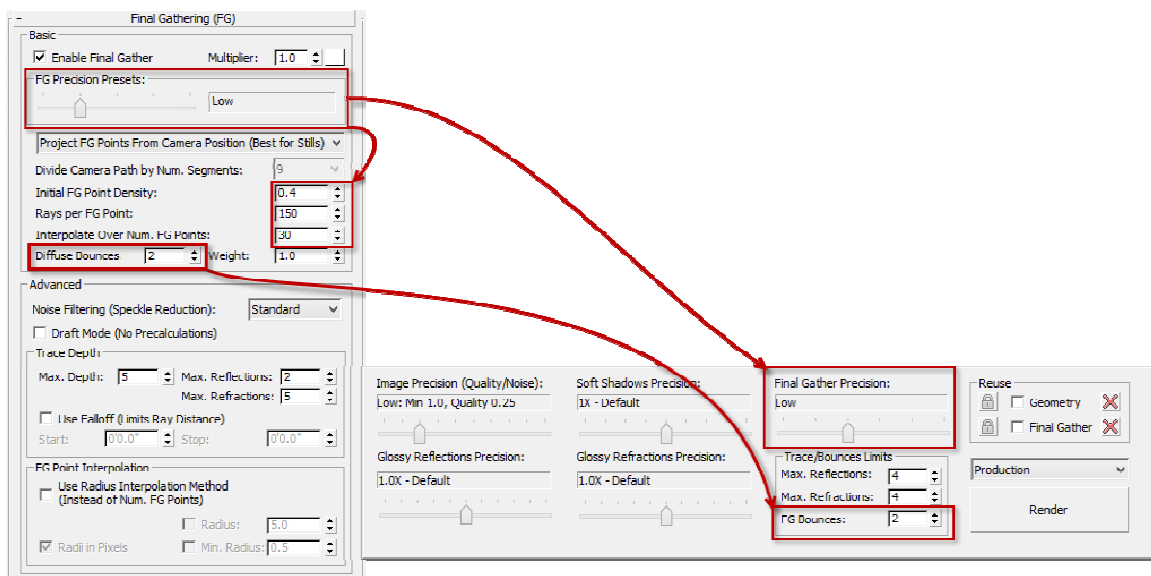 Final Gathering (FG)
Basic
Enable Final Gather Multiplier: 1.0
FG Precision Presets:
Low
Project FG Points From Camera Position (Best for Stills)
Divide Camera Path by Num. Segments: 9
Initial FG Point Density: 0.4
Rays per FG Point: 150
Interpolate Over Num. FG Points: 30
Diffuse Bounces 2 Weight: 1.0
Advanced
Noise Filtering (Speckle Reduction): Standard
Draft Mode (No Precalculations)
Trace Depth
Max. Depth: 5 Max. Reflections: 2
Max. Refractions: 5
Use Falloff (Limits Ray Distance)
Start: 0'0.0" Stop: 0'0.0"
FG Point Interpolation
Use Radius Interpolation Method
(Instead of Num. FG Points)
Radius: 5.0
Radii in Pixels Min. Radius: 0.5
Image Precision (Quality/Noise):
Low: Min 1.0, Quality 0.25
Glossy Reflections Precision:
1.0X - Default
Soft Shadows Precision:
1X - Default
Glossy Refractions Precision:
1.0X - Default
Final Gather Precision:
Low
Trace/Bounces Limits
Max. Reflections: 4
Max. Refractions: 4
FG Bounces: 2
Reuse
Geometry
Final Gather
Production
Render